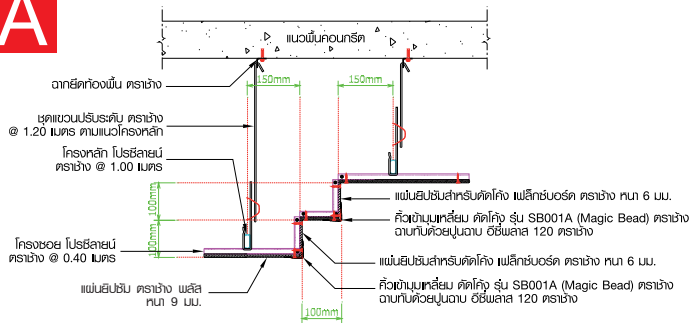 A
แนวพื้นคอนกรีต
ฉากยึดท้องพื้น ตราช้าง
150mm
150mm
ชุดแขวนปรับระดับ ตราช้าง
@ 1.20 เมตร ตามแนวโครงหลัก
โครงหลัก โปรซีลายน์
ตราช้าง @ 1.00 เมตร
100mm
100mm
แผ่นยิปซัมสำหรับดัดโค้ง เฟล็กซ์บอร์ด ตราช้าง หนา 6 มม.
คิ้วเข้ามุมเหลี่ยม ดัดโค้ง รุ่น SB001A (Magic Bead) ตราช้าง
ฉาบทับด้วยปูนฉาบ อีซี่พลาส 120 ตราช้าง
โครงซอย โปรซีลายน์
ตราช้าง @ 0.40 เมตร
แผ่นยิปซัมสำหรับดัดโค้ง เฟล็กซ์บอร์ด ตราช้าง หนา 6 มม.
แผ่นยิปซัม ตราช้าง พลัส
หนา 9 มม.
คิ้วเข้ามุมเหลี่ยม ดัดโค้ง รุ่น SB001A (Magic Bead) ตราช้าง
ฉาบทับด้วยปูนฉาบ อีซี่พลาส 120 ตราช้าง
100mm